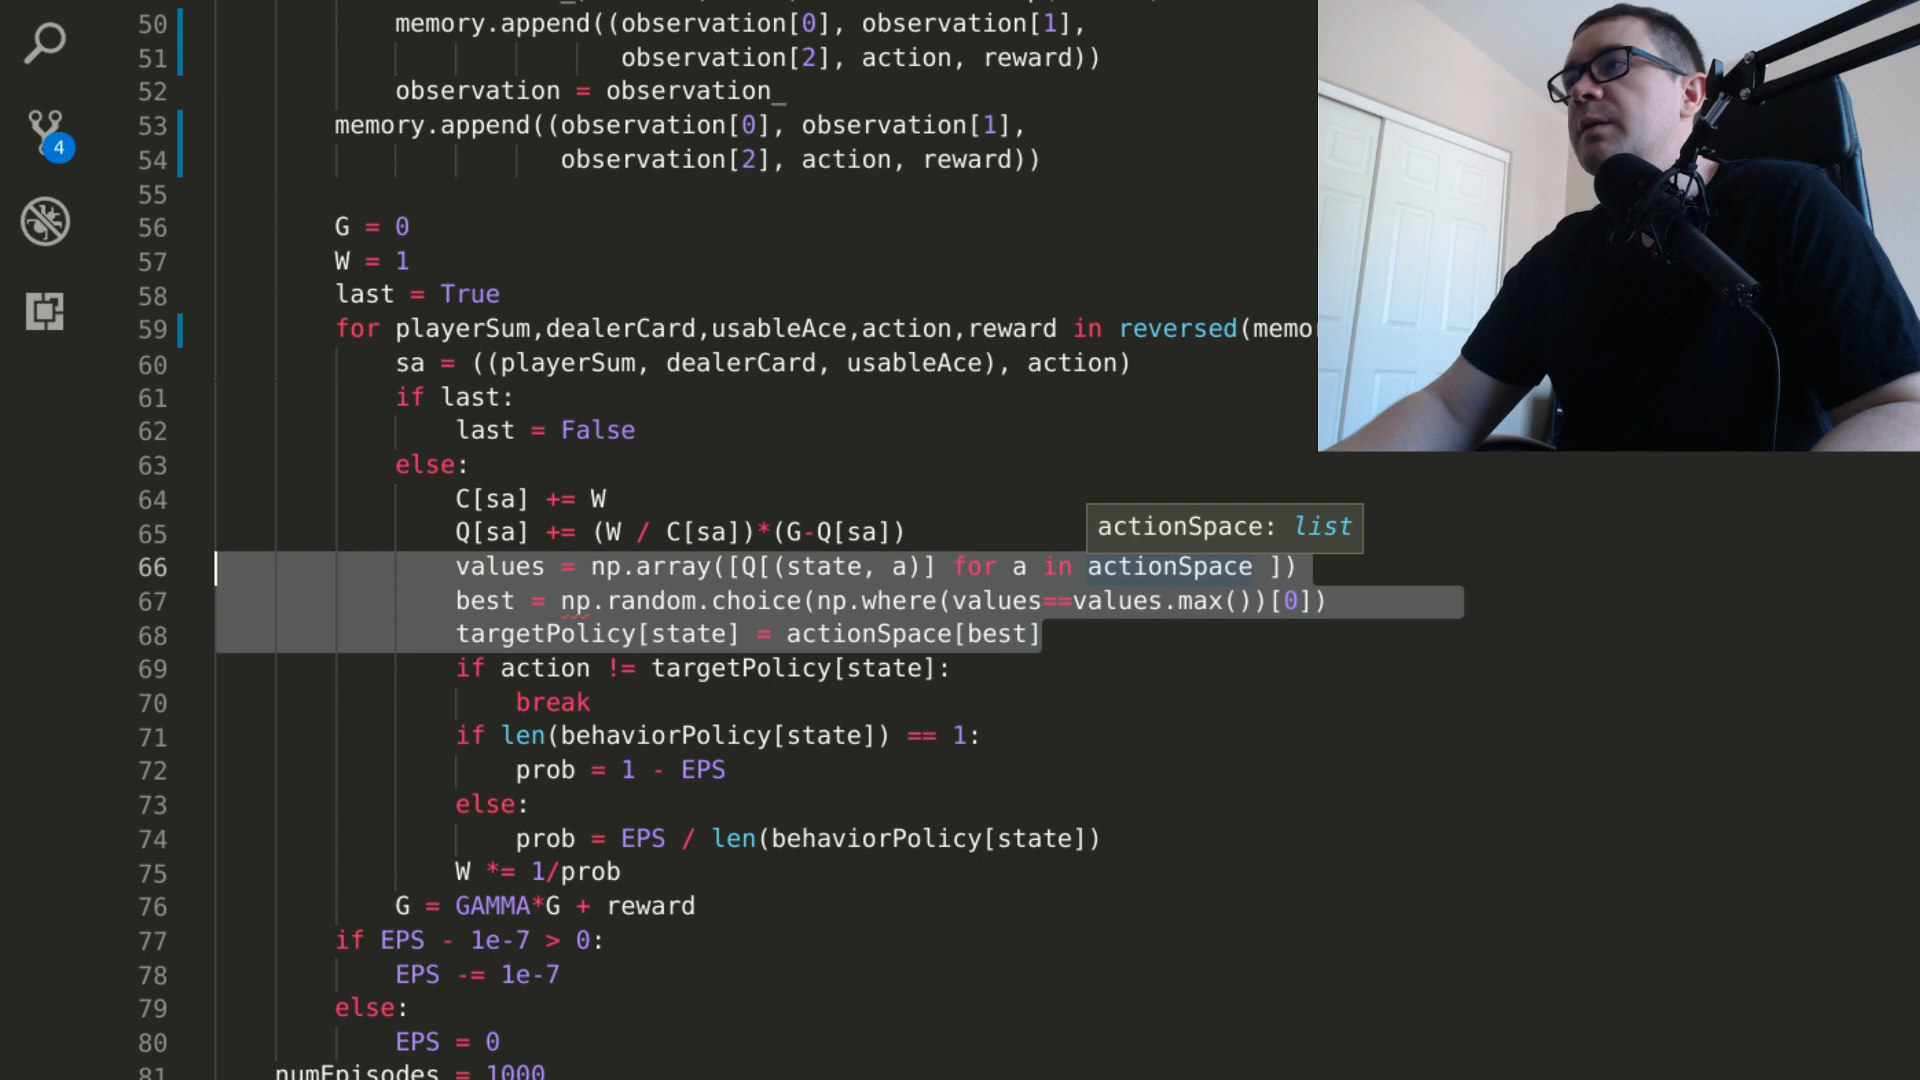 50 memory.append((observation[0], observation[1],
51 observation[2], action, reward))
52 observation = observation_
53 memory.append((observation[0], observation[1],
54 observation[2], action, reward))
55
56 G = 0
57 W = 1
58 last = True
59 for playerSum,dealerCard,usableAce,action,reward in reversed(memo
60 sa = ((playerSum, dealerCard, usableAce), action)
61 if last:
62 last = False
63 else:
64 C[sa] += W
65 Q[sa] += (W / C[sa])*(G-Q[sa])
actionSpace: list
66 values = np.array([Q[(state, a)] for a in actionSpace ])
67 best = np.random.choice(np.where(values==values.max())[0])
68 targetPolicy[state] = actionSpace[best]
69 if action != targetPolicy[state]:
70 break
71 if len(behaviorPolicy[state]) == 1:
72 prob = 1 - EPS
73 else:
74 prob = EPS / len(behaviorPolicy[state])
75 W *= 1/prob
76 G = GAMMA*G + reward
77 if EPS - 1e-7 > 0:
78 EPS -= 1e-7
79 else:
80 EPS = 0
81 numEpisodes = 1000
4